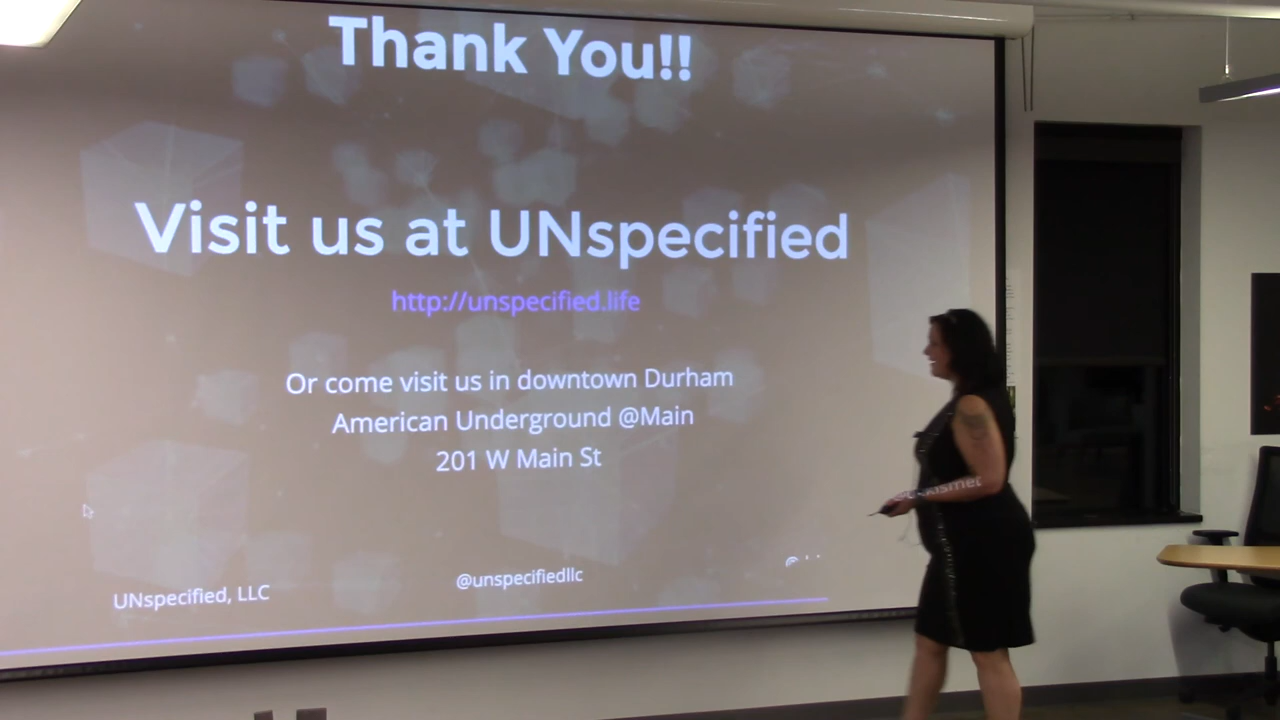 Thank You!!
Visit us at UNspecified
http://unspecified.life
Or come visit us in downtown Durham
American Underground @Main
201 W Main St
UNspecified, LLC
@unspecifiedllc